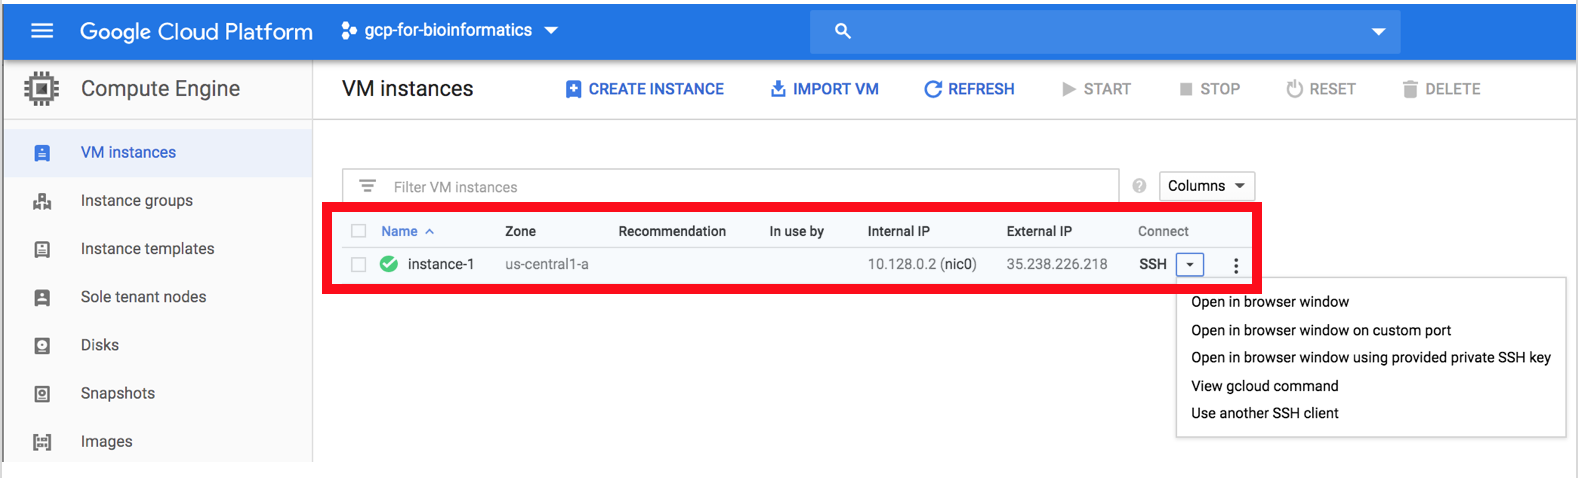 Google Cloud Platform gcp-for-bioinformatics
Compute Engine VM instances CREATE INSTANCE IMPORT VM REFRESH START STOP RESET DELETE
VM instances
Instance groups
Instance templates
Sole tenant nodes
Disks
Snapshots
Images
Filter VM instances ? Columns
Name Zone Recommendation In use by Internal IP External IP Connect
instance-1 us-central1-a 10.128.0.2 (nic0) 35.238.226.218 SSH
Open in browser window
Open in browser window on custom port
Open in browser window using provided private SSH key
View gcloud command
Use another SSH client